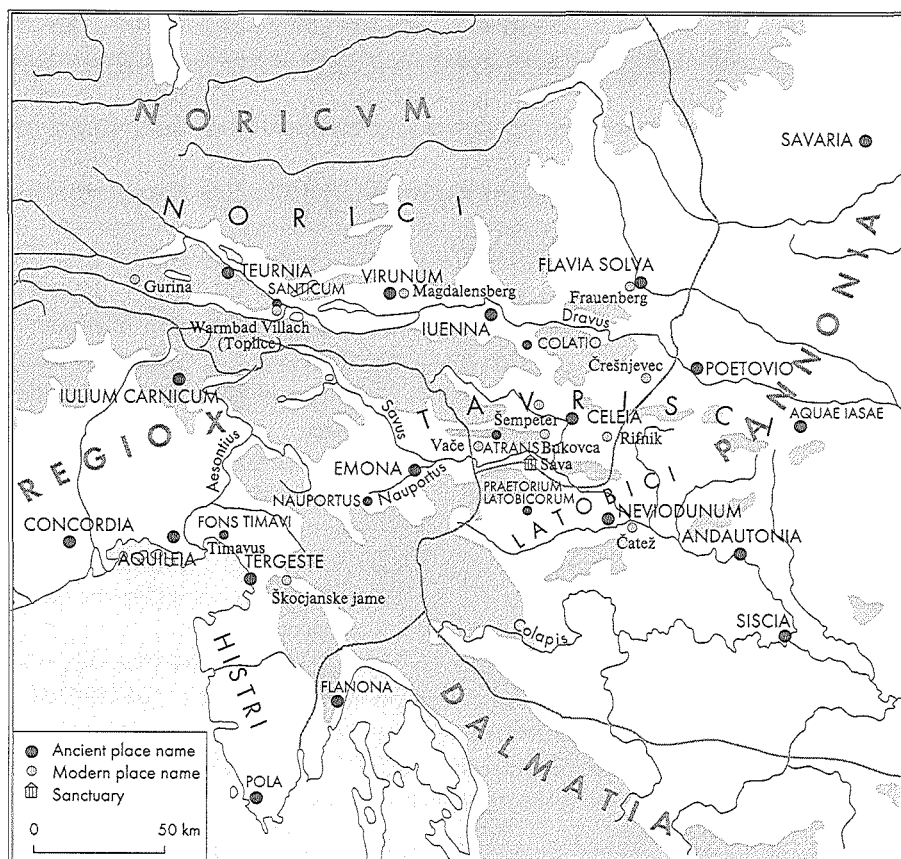 NORICVM
SAVARIA
NORICI
TEURNIA
SANTICUM
Gurina
VIRUNUM
Magdalensberg
FLAVIA SOLVA
Frauenberg
Warmbad Villach
(Toplice)
IUENNA
Dravus
COLATIO
Črešnjevec
POETOVIO
PANNONIA
IULIUM CARNICUM
REGIO X
Savus
TAVRISCI
Šempeter
CELEIA
AQUAE IASAE
Vače
ATRANS
Bukovca
Rifnik
Aesontius
EMONA
Sava
NAUPORTUS
Nauportus
PRAETORIUM
LATOBICORUM
LATOBICI
NEVIODUNUM
CONCORDIA
FONS TIMAVI
Čatež
ANDAUTONIA
AQUILEIA
Timavus
TERGESTE
Škocjanske jame
SISCIA
Colapis
HISTRI
FLANONA
DALMATIA
Ancient place name
Modern place name
Sanctuary
POLA
0 50 km